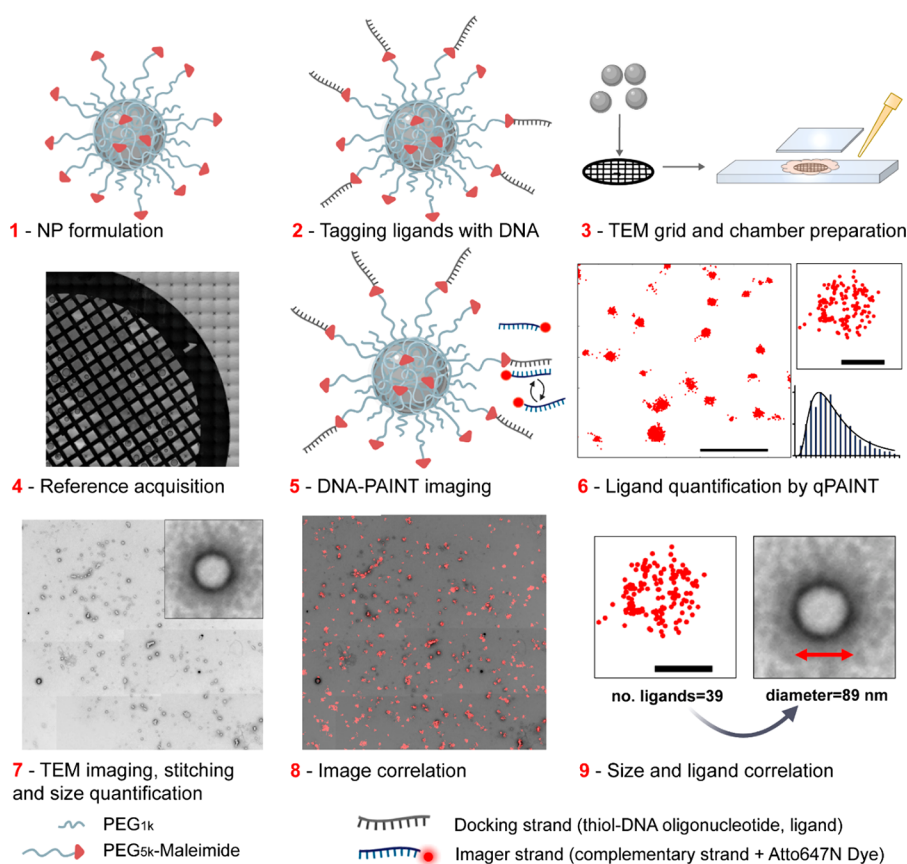 1 - NP formulation
2 - Tagging ligands with DNA
3 - TEM grid and chamber preparation
4 - Reference acquisition
5 - DNA-PAINT imaging
6 - Ligand quantification by qPAINT
no. ligands=39
diameter=89 nm
7 - TEM imaging, stitching
and size quantification
8 - Image correlation
9 - Size and ligand correlation
PEG1k
PEG5k-Maleimide
Docking strand (thiol-DNA oligonucleotide, ligand)
Imager strand (complementary strand + Atto647N Dye)